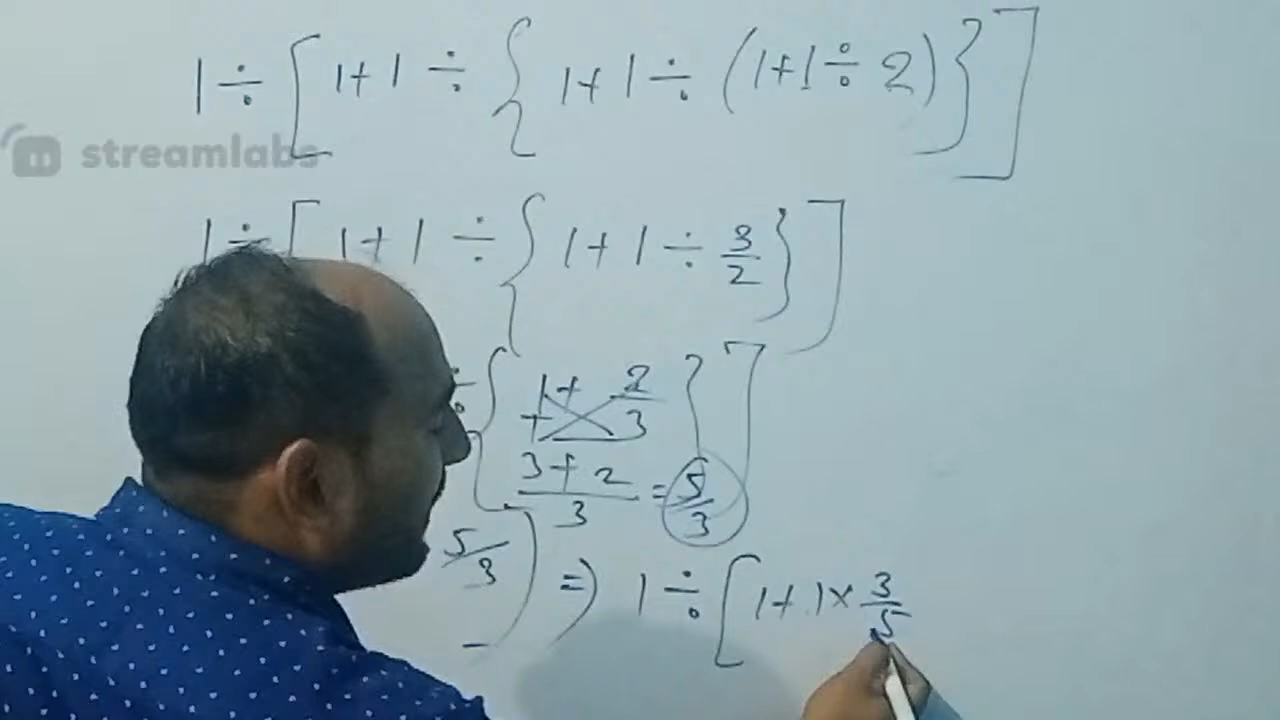 1 ÷ [ 1 + 1 ÷ { 1 + 1 ÷ (1 + 1 ÷ 2) } ]
streamlabs
1 ÷ [ 1 + 1 ÷ { 1 + 1 ÷ 3/2 } ]
÷ { 1/1 + 2/3 } ]
3 + 2 / 3 = 5/3
5/3 ] => 1 ÷ [ 1 + 1 × 3/5